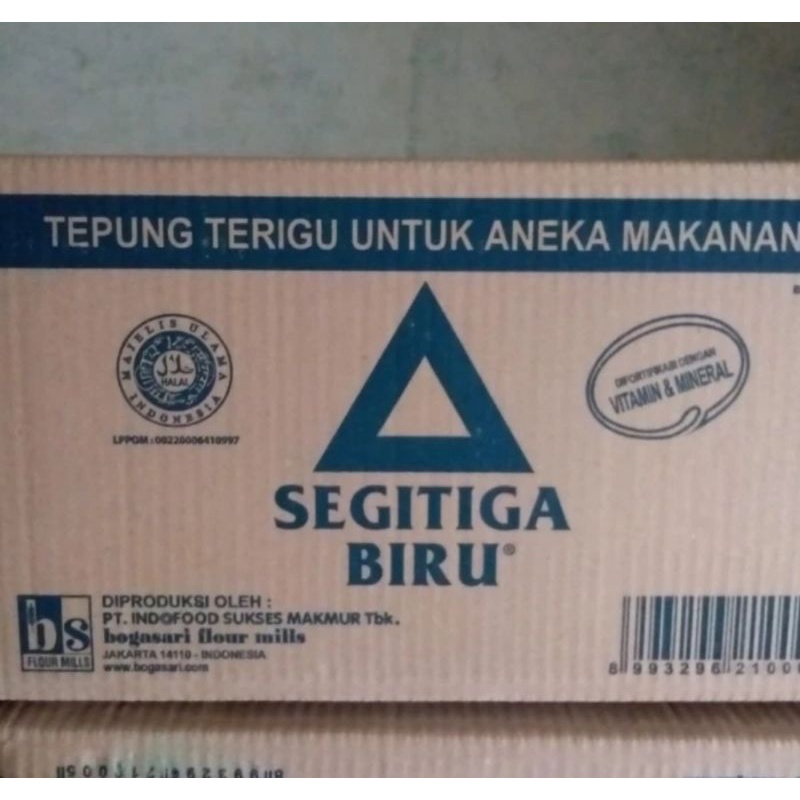 TEPUNG TERIGU UNTUK ANEKA MAKANAN
MAJELIS ULAMA
حلال
HALAL
INDONESIA
LPPOM : 00220006410997
DIFORTIFIKASI DENGAN
VITAMIN & MINERAL
SEGITIGA
BIRU®
bs
FLOUR MILLS
DIPRODUKSI OLEH :
PT. INDOFOOD SUKSES MAKMUR Tbk.
bogasari flour mills
JAKARTA 14110 - INDONESIA
www.bogasari.com
8 993296 2100